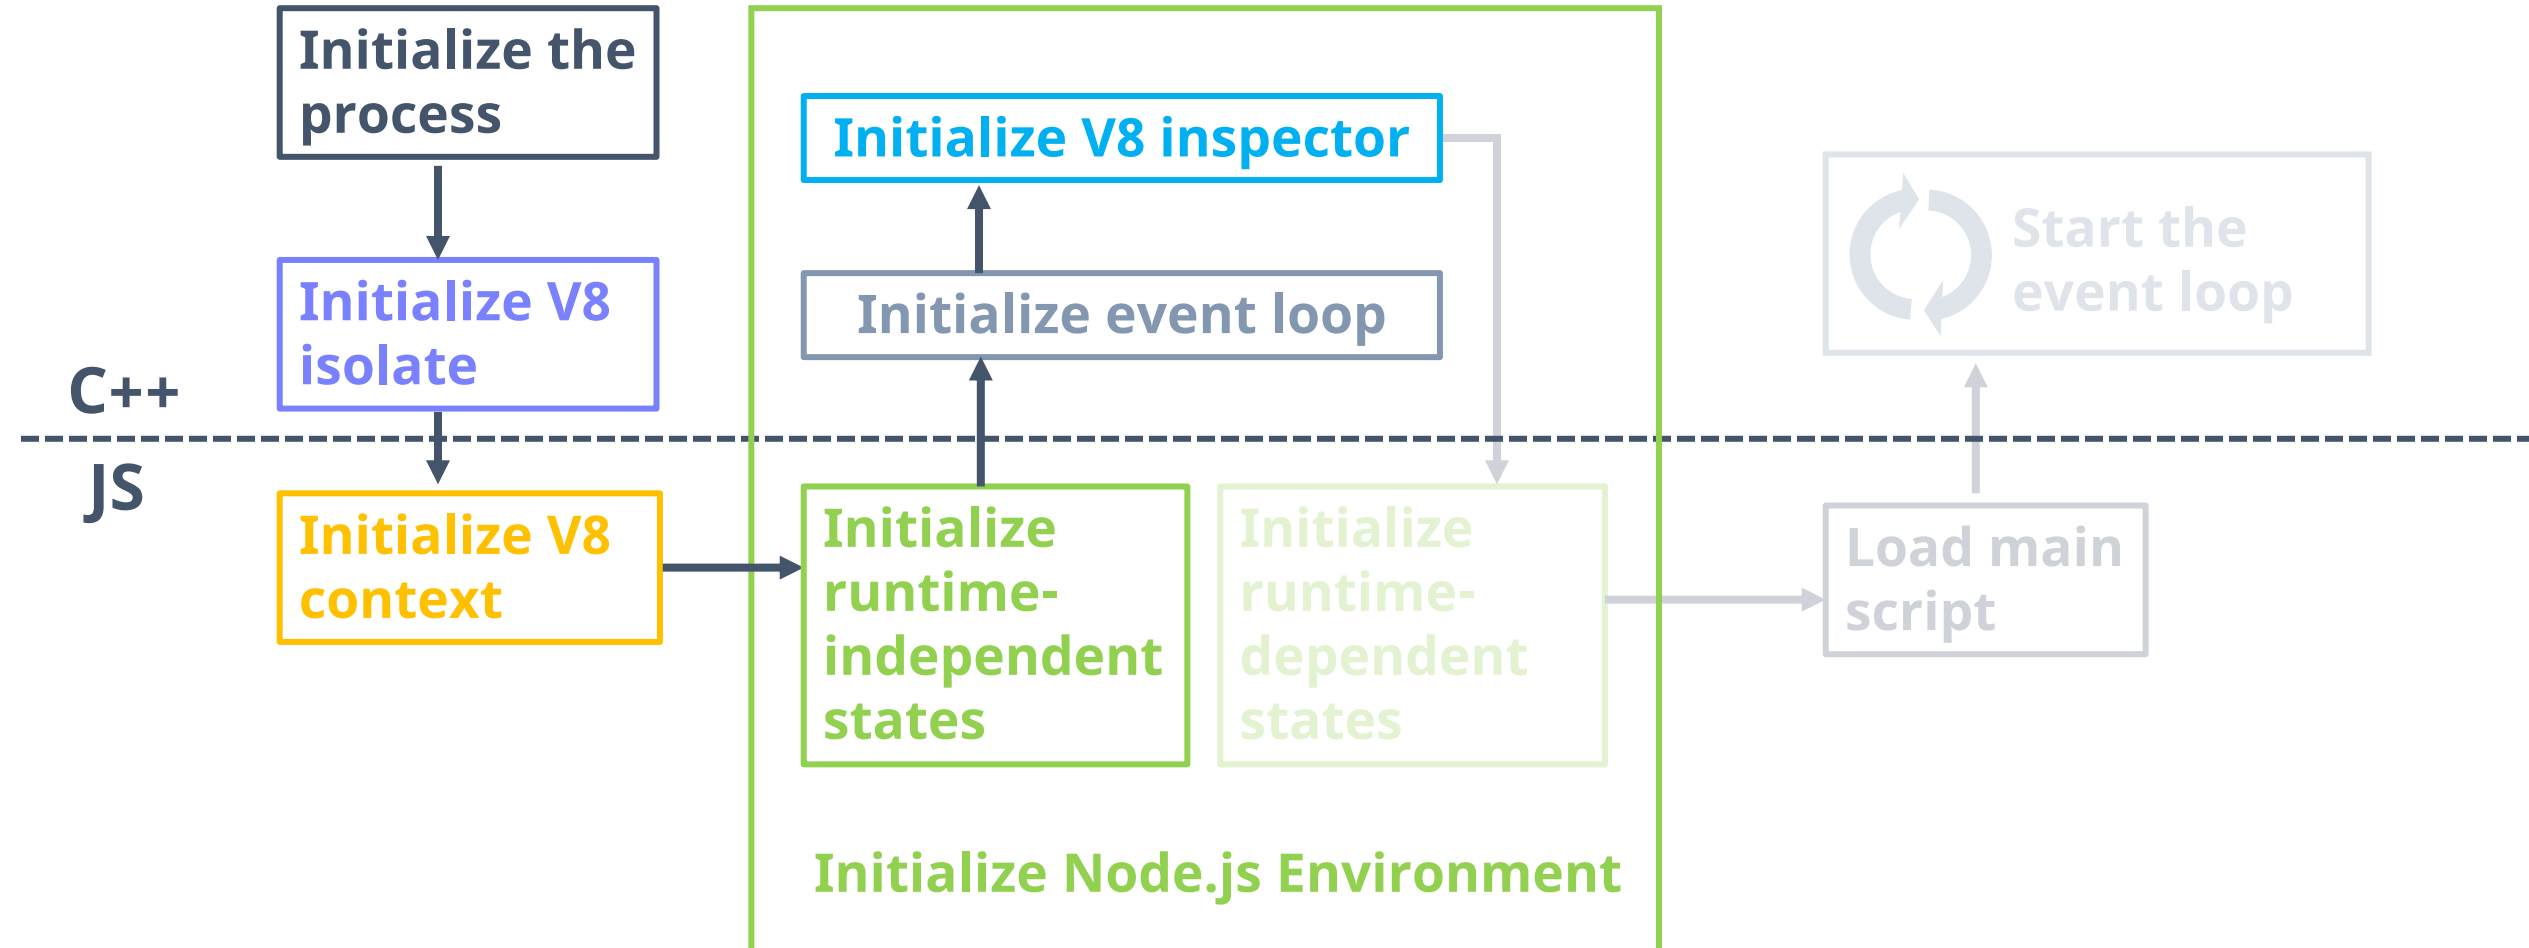 Initialize the
process
Initialize V8
isolate
C++
JS
Initialize V8
context
Initialize V8 inspector
Initialize event loop
Initialize
runtime-
independent
states
Initialize
runtime-
dependent
states
Initialize Node.js Environment
Start the
event loop
Load main
script